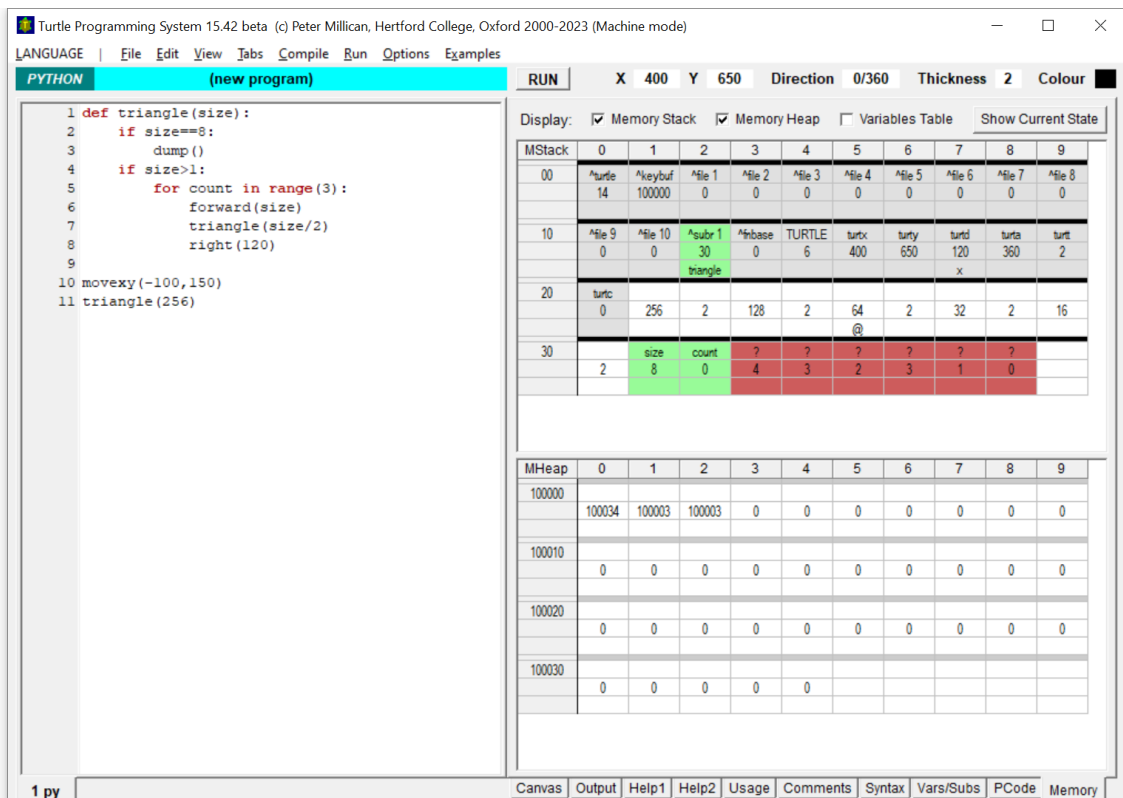 Turtle Programming System 15.42 beta (c) Peter Millican, Hertford College, Oxford 2000-2023 (Machine mode)
LANGUAGE | File Edit View Tabs Compile Run Options Examples
PYTHON (new program) RUN X 400 Y 650 Direction 0/360 Thickness 2 Colour
1 def triangle(size):
2 if size==8:
3 dump()
4 if size>1:
5 for count in range(3):
6 forward(size)
7 triangle(size/2)
8 right(120)
9
10 movexy(-100,150)
11 triangle(256)
1 py
Display: Memory Stack Memory Heap Variables Table Show Current State
MStack 0 1 2 3 4 5 6 7 8 9
00 ^turtle ^keybuf ^file 1 ^file 2 ^file 3 ^file 4 ^file 5 ^file 6 ^file 7 ^file 8
14 100000 0 0 0 0 0 0 0 0
10 ^file 9 ^file 10 ^subr 1 ^fnbase TURTLE turtx turty turtd turta turtt
0 0 30 0 6 400 650 120 360 2
triangle x
20 turtc
0 256 2 128 2 64 2 32 2 16
@
30 size count ? ? ? ? ? ?
2 8 0 4 3 2 3 1 0
MHeap 0 1 2 3 4 5 6 7 8 9
100000
100034 100003 100003 0 0 0 0 0 0 0
100010
0 0 0 0 0 0 0 0 0 0
100020
0 0 0 0 0 0 0 0 0 0
100030
0 0 0 0 0
Canvas Output Help1 Help2 Usage Comments Syntax Vars/Subs PCode Memory